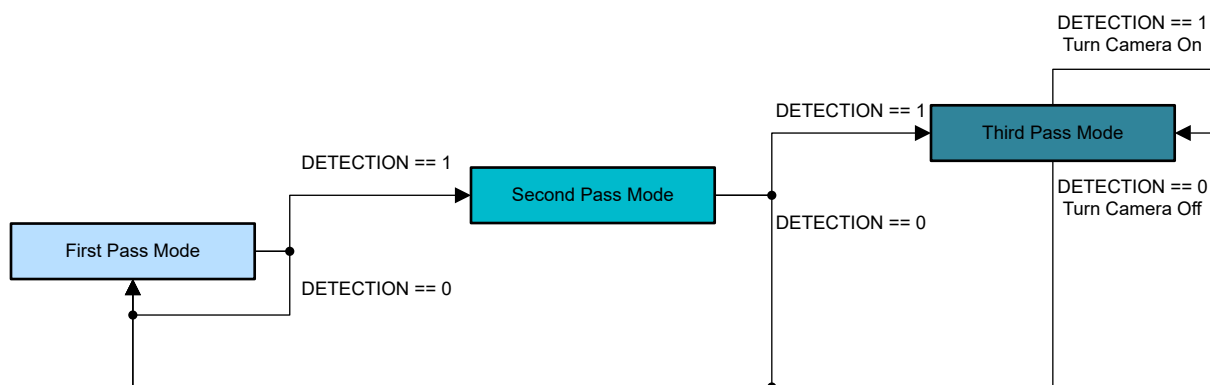 DETECTION == 1
Turn Camera On
DETECTION == 1
Third Pass Mode
DETECTION == 1
Second Pass Mode
DETECTION == 0
Turn Camera Off
DETECTION == 0
First Pass Mode
DETECTION == 0